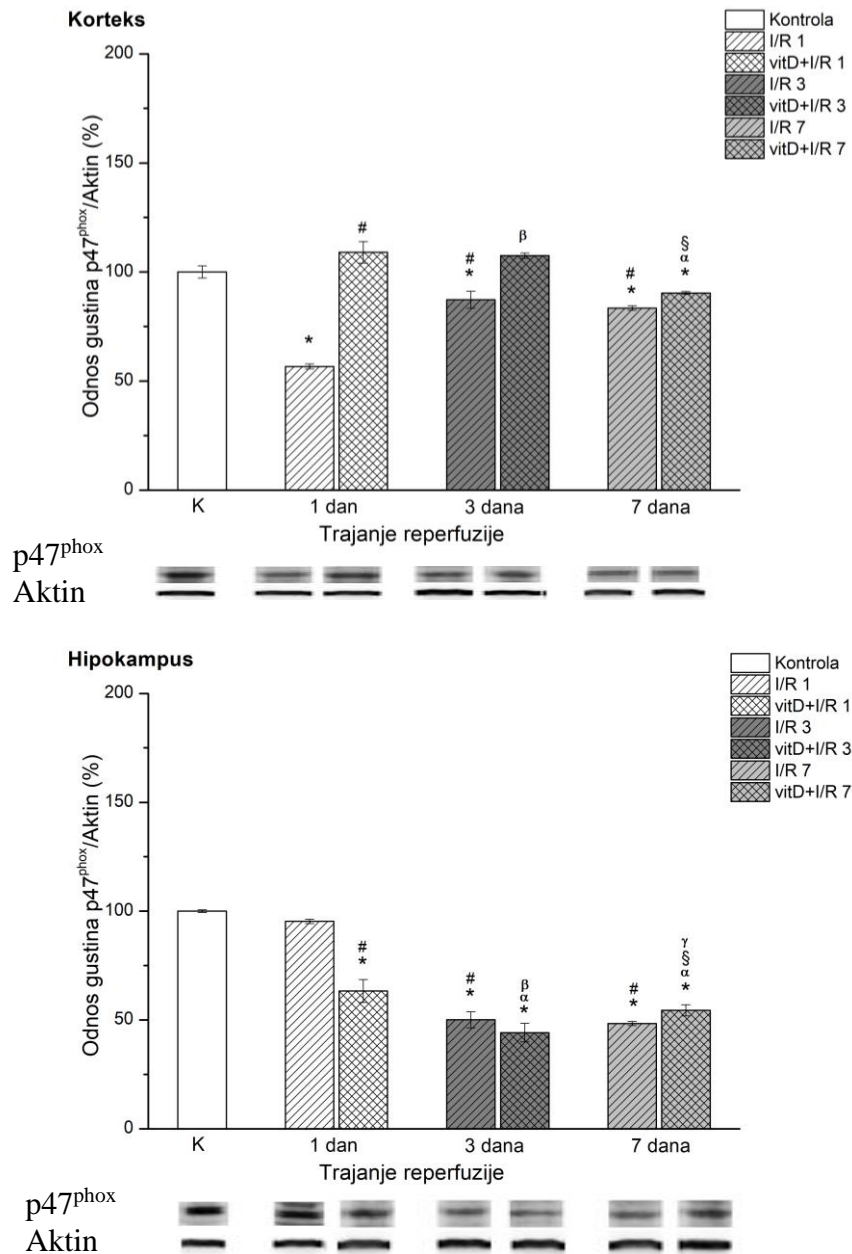 Korteks
Kontrola
I/R 1
vitD+I/R 1
I/R 3
vitD+I/R 3
I/R 7
vitD+I/R 7
Odnos gustina p47phox/Aktin (%)
200
150
100
50
0
*
#
#
*
β
#
*
§
α
*
K
1 dan
3 dana
7 dana
Trajanje reperfuzije
p47phox
Aktin
Hipokampus
Kontrola
I/R 1
vitD+I/R 1
I/R 3
vitD+I/R 3
I/R 7
vitD+I/R 7
Odnos gustina p47phox/Aktin (%)
200
150
100
50
0
#
*
#
*
β
α
*
#
*
γ
§
α
*
K
1 dan
3 dana
7 dana
Trajanje reperfuzije
p47phox
Aktin